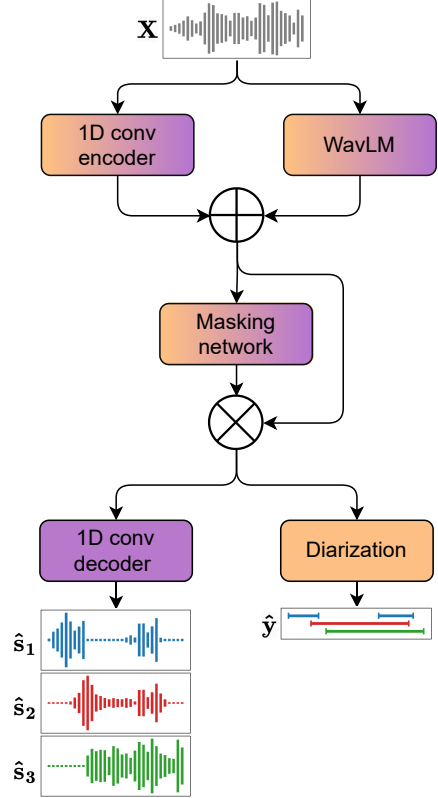 X
1D conv
encoder
WavLM
Masking
network
1D conv
decoder
Diarization
ŝ₁
ŷ
ŝ₂
ŝ₃